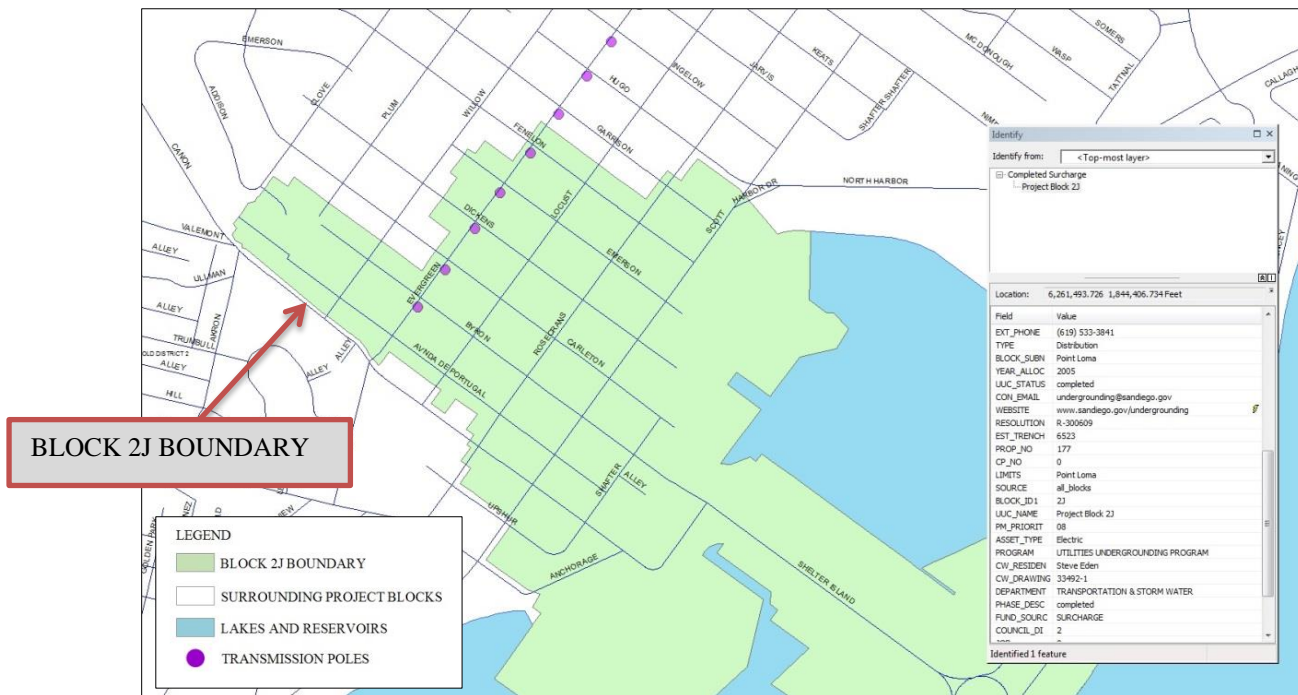 EMERSON
ADDISON
CLOVE
PLUM
WILLOW
HUGO
INGELOW
JARVIS
KEATS
SHAFTER
SHAFTER
MC DONOUGH
WASP
SOMERS
TATTNAL
CANON
FENELON
GARRISON
NORTH HARBOR
HARBOR DR
SCOTT
LOCUST
DICKENS
EMERSON
VALEMONT
ALLEY
ULLMAN
ALLEY
AKRON
TRUMBULL
OLD DISTRICT 2
ALLEY
HILL
ALLEY
ALLEY
EVERGREEN
BYRON
ROSECRANS
CARLETON
AVNDA DE PORTUGAL
SHAFTER
ALLEY
UPSHUR
ANCHORAGE
SHELTER ISLAND
GOLDEN PARK
BLOCK 2J BOUNDARY
LEGEND
BLOCK 2J BOUNDARY
SURROUNDING PROJECT BLOCKS
LAKES AND RESERVOIRS
TRANSMISSION POLES
Identify
Identify from: <Top-most layer>
Completed Surcharge
Project Block 2J
Location: 6,261,493.726 1,844,406.734 Feet
Field Value
EXT_PHONE (619) 533-3841
TYPE Distribution
BLOCK_SUBN Point Loma
YEAR_ALLOC 2005
UUC_STATUS completed
CON_EMAIL undergrounding@sandiego.gov
WEBSITE www.sandiego.gov/undergrounding
RESOLUTION R-300609
EST_TRENCH 6523
PROP_NO 177
CP_NO 0
LIMITS Point Loma
SOURCE all_blocks
BLOCK_ID1 2J
UUC_NAME Project Block 2J
PM_PRIORIT 08
ASSET_TYPE Electric
PROGRAM UTILITIES UNDERGROUNDING PROGRAM
CW_RESIDEN Steve Eden
CW_DRAWING 33492-1
DEPARTMENT TRANSPORTATION & STORM WATER
PHASE_DESC completed
FUND_SOURC SURCHARGE
COUNCIL_DI 2
Identified 1 feature